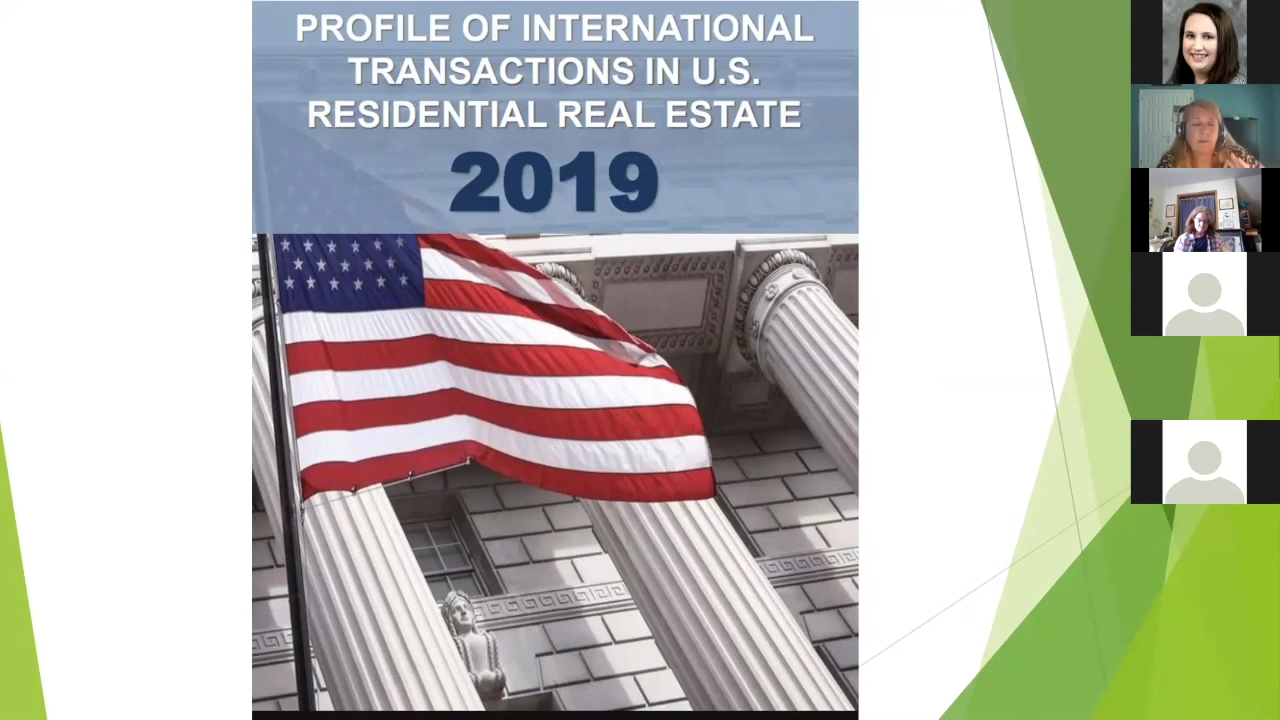 PROFILE OF INTERNATIONAL
TRANSACTIONS IN U.S.
RESIDENTIAL REAL ESTATE
2019